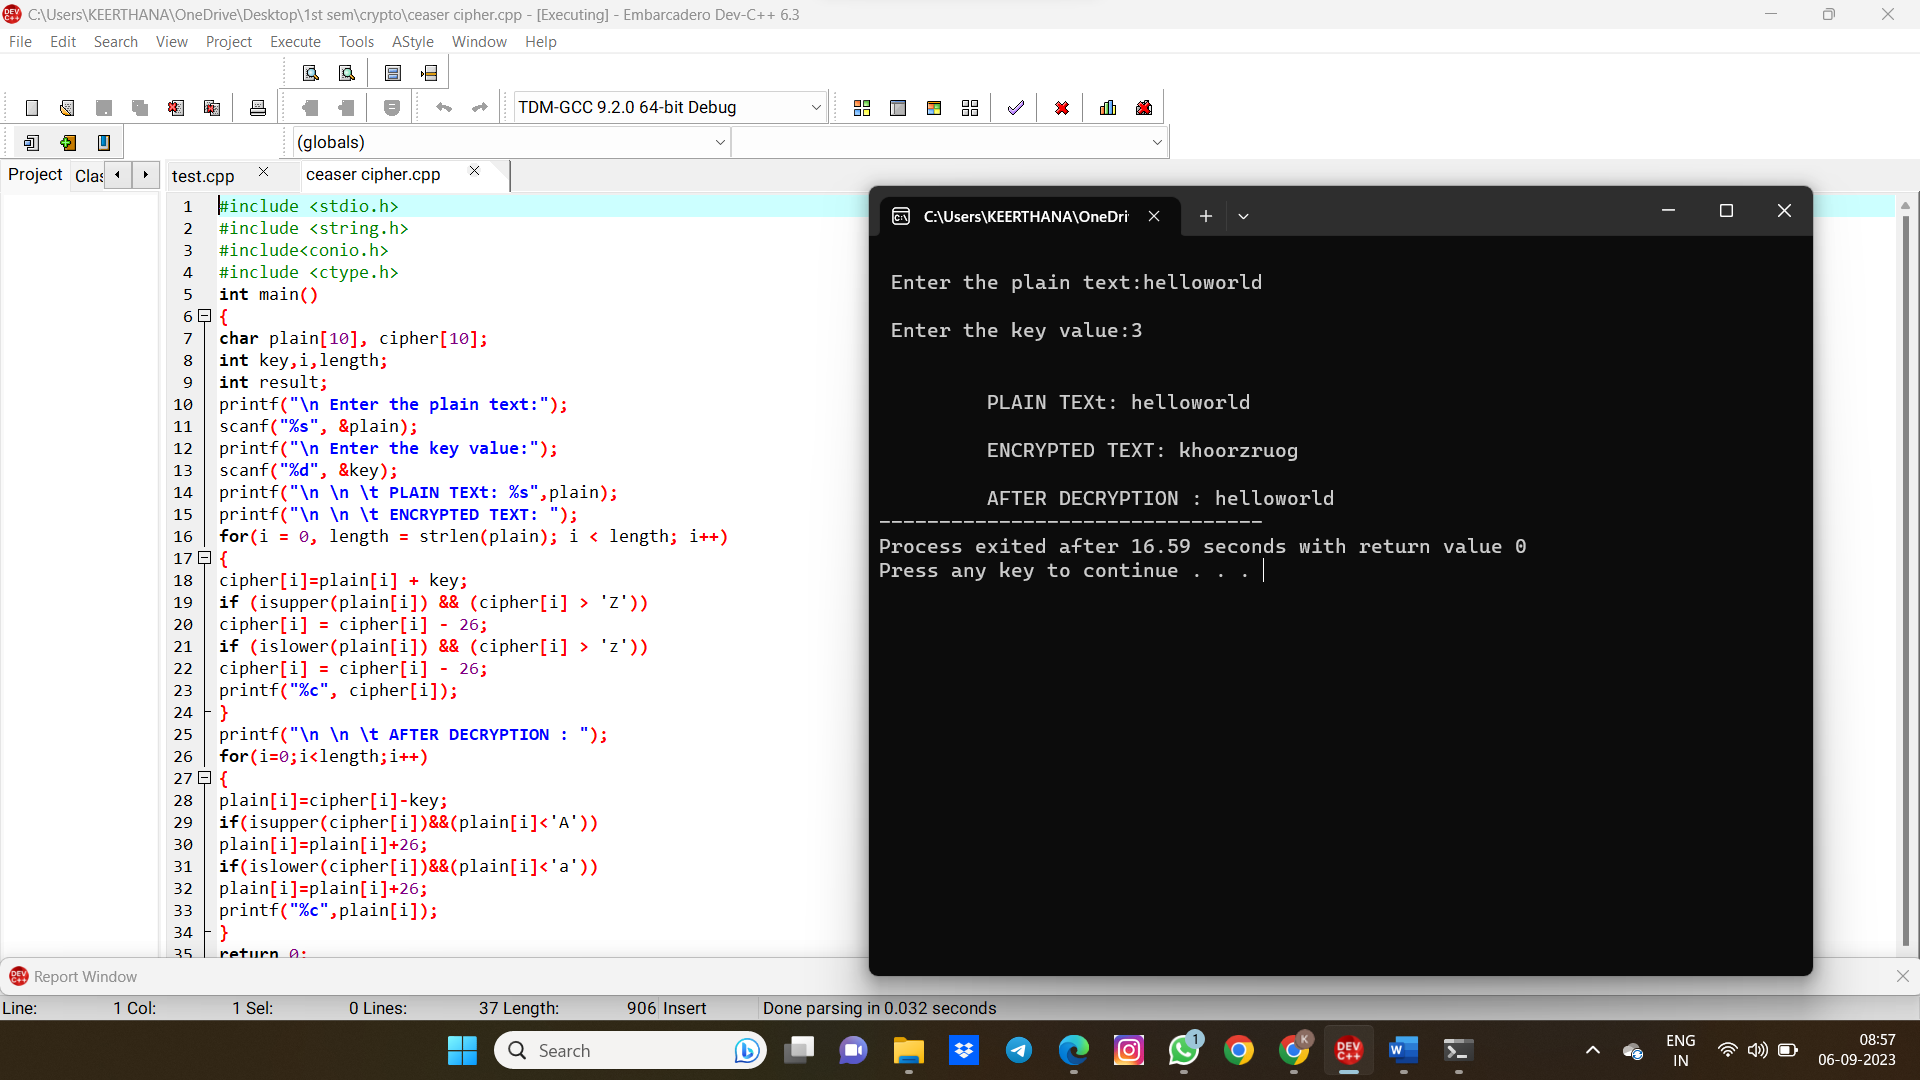 C:\Users\KEERTHANA\OneDrive\Desktop\1st sem\crypto\ceaser cipher.cpp - [Executing] - Embarcadero Dev-C++ 6.3
File Edit Search View Project Execute Tools AStyle Window Help
TDM-GCC 9.2.0 64-bit Debug
(globals)
Project Clas
test.cpp ceaser cipher.cpp
1 #include <stdio.h>
2 #include <string.h>
3 #include<conio.h>
4 #include <ctype.h>
5 int main()
6 {
7 char plain[10], cipher[10];
8 int key,i,length;
9 int result;
10 printf("\n Enter the plain text:");
11 scanf("%s", &plain);
12 printf("\n Enter the key value:");
13 scanf("%d", &key);
14 printf("\n \n \t PLAIN TEXt: %s",plain);
15 printf("\n \n \t ENCRYPTED TEXT: ");
16 for(i = 0, length = strlen(plain); i < length; i++)
17 {
18 cipher[i]=plain[i] + key;
19 if (isupper(plain[i]) && (cipher[i] > 'Z'))
20 cipher[i] = cipher[i] - 26;
21 if (islower(plain[i]) && (cipher[i] > 'z'))
22 cipher[i] = cipher[i] - 26;
23 printf("%c", cipher[i]);
24 }
25 printf("\n \n \t AFTER DECRYPTION : ");
26 for(i=0;i<length;i++)
27 {
28 plain[i]=cipher[i]-key;
29 if(isupper(cipher[i])&&(plain[i]<'A'))
30 plain[i]=plain[i]+26;
31 if(islower(cipher[i])&&(plain[i]<'a'))
32 plain[i]=plain[i]+26;
33 printf("%c",plain[i]);
34 }
35 return 0;
C:\Users\KEERTHANA\OneDri
Enter the plain text:helloworld
Enter the key value:3
PLAIN TEXt: helloworld
ENCRYPTED TEXT: khoorzruog
AFTER DECRYPTION : helloworld
--------------------------------
Process exited after 16.59 seconds with return value 0
Press any key to continue . . .
Report Window
Line: 1 Col: 1 Sel: 0 Lines: 37 Length: 906 Insert Done parsing in 0.032 seconds
Search
DEV C++
1
K
ENG
IN
08:57
06-09-2023